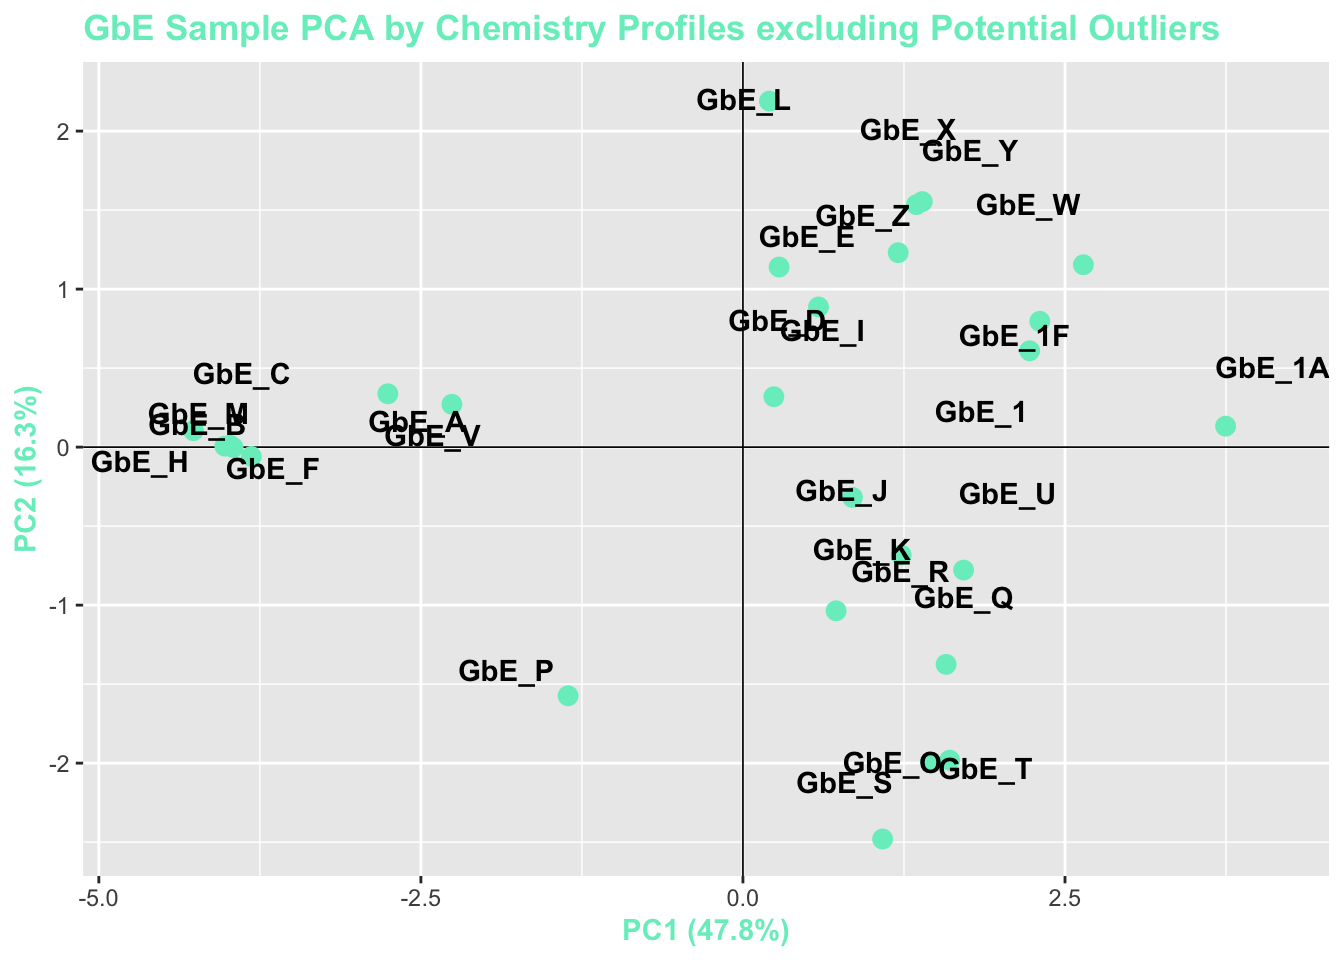 GbE Sample PCA by Chemistry Profiles excluding Potential Outliers
GbE_L
GbE_X
GbE_Y
GbE_W
GbE_Z
GbE_E
GbE_D
GbE_I
GbE_1F
GbE_1A
GbE_C
GbE_M
GbE_B
GbE_A
GbE_V
GbE_1
GbE_H
GbE_F
GbE_J
GbE_U
GbE_K
GbE_R
GbE_Q
GbE_P
GbE_O
GbE_T
GbE_S
2
1
0
-1
-2
PC2 (16.3%)
-5.0
-2.5
0.0
2.5
PC1 (47.8%)